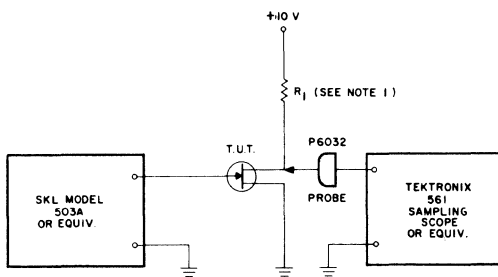 +10 V
R1 (SEE NOTE 1)
T.U.T.
P6032
PROBE
SKL MODEL
503A
OR EQUIV.
TEKTRONIX
561
SAMPLING
SCOPE
OR EQUIV.